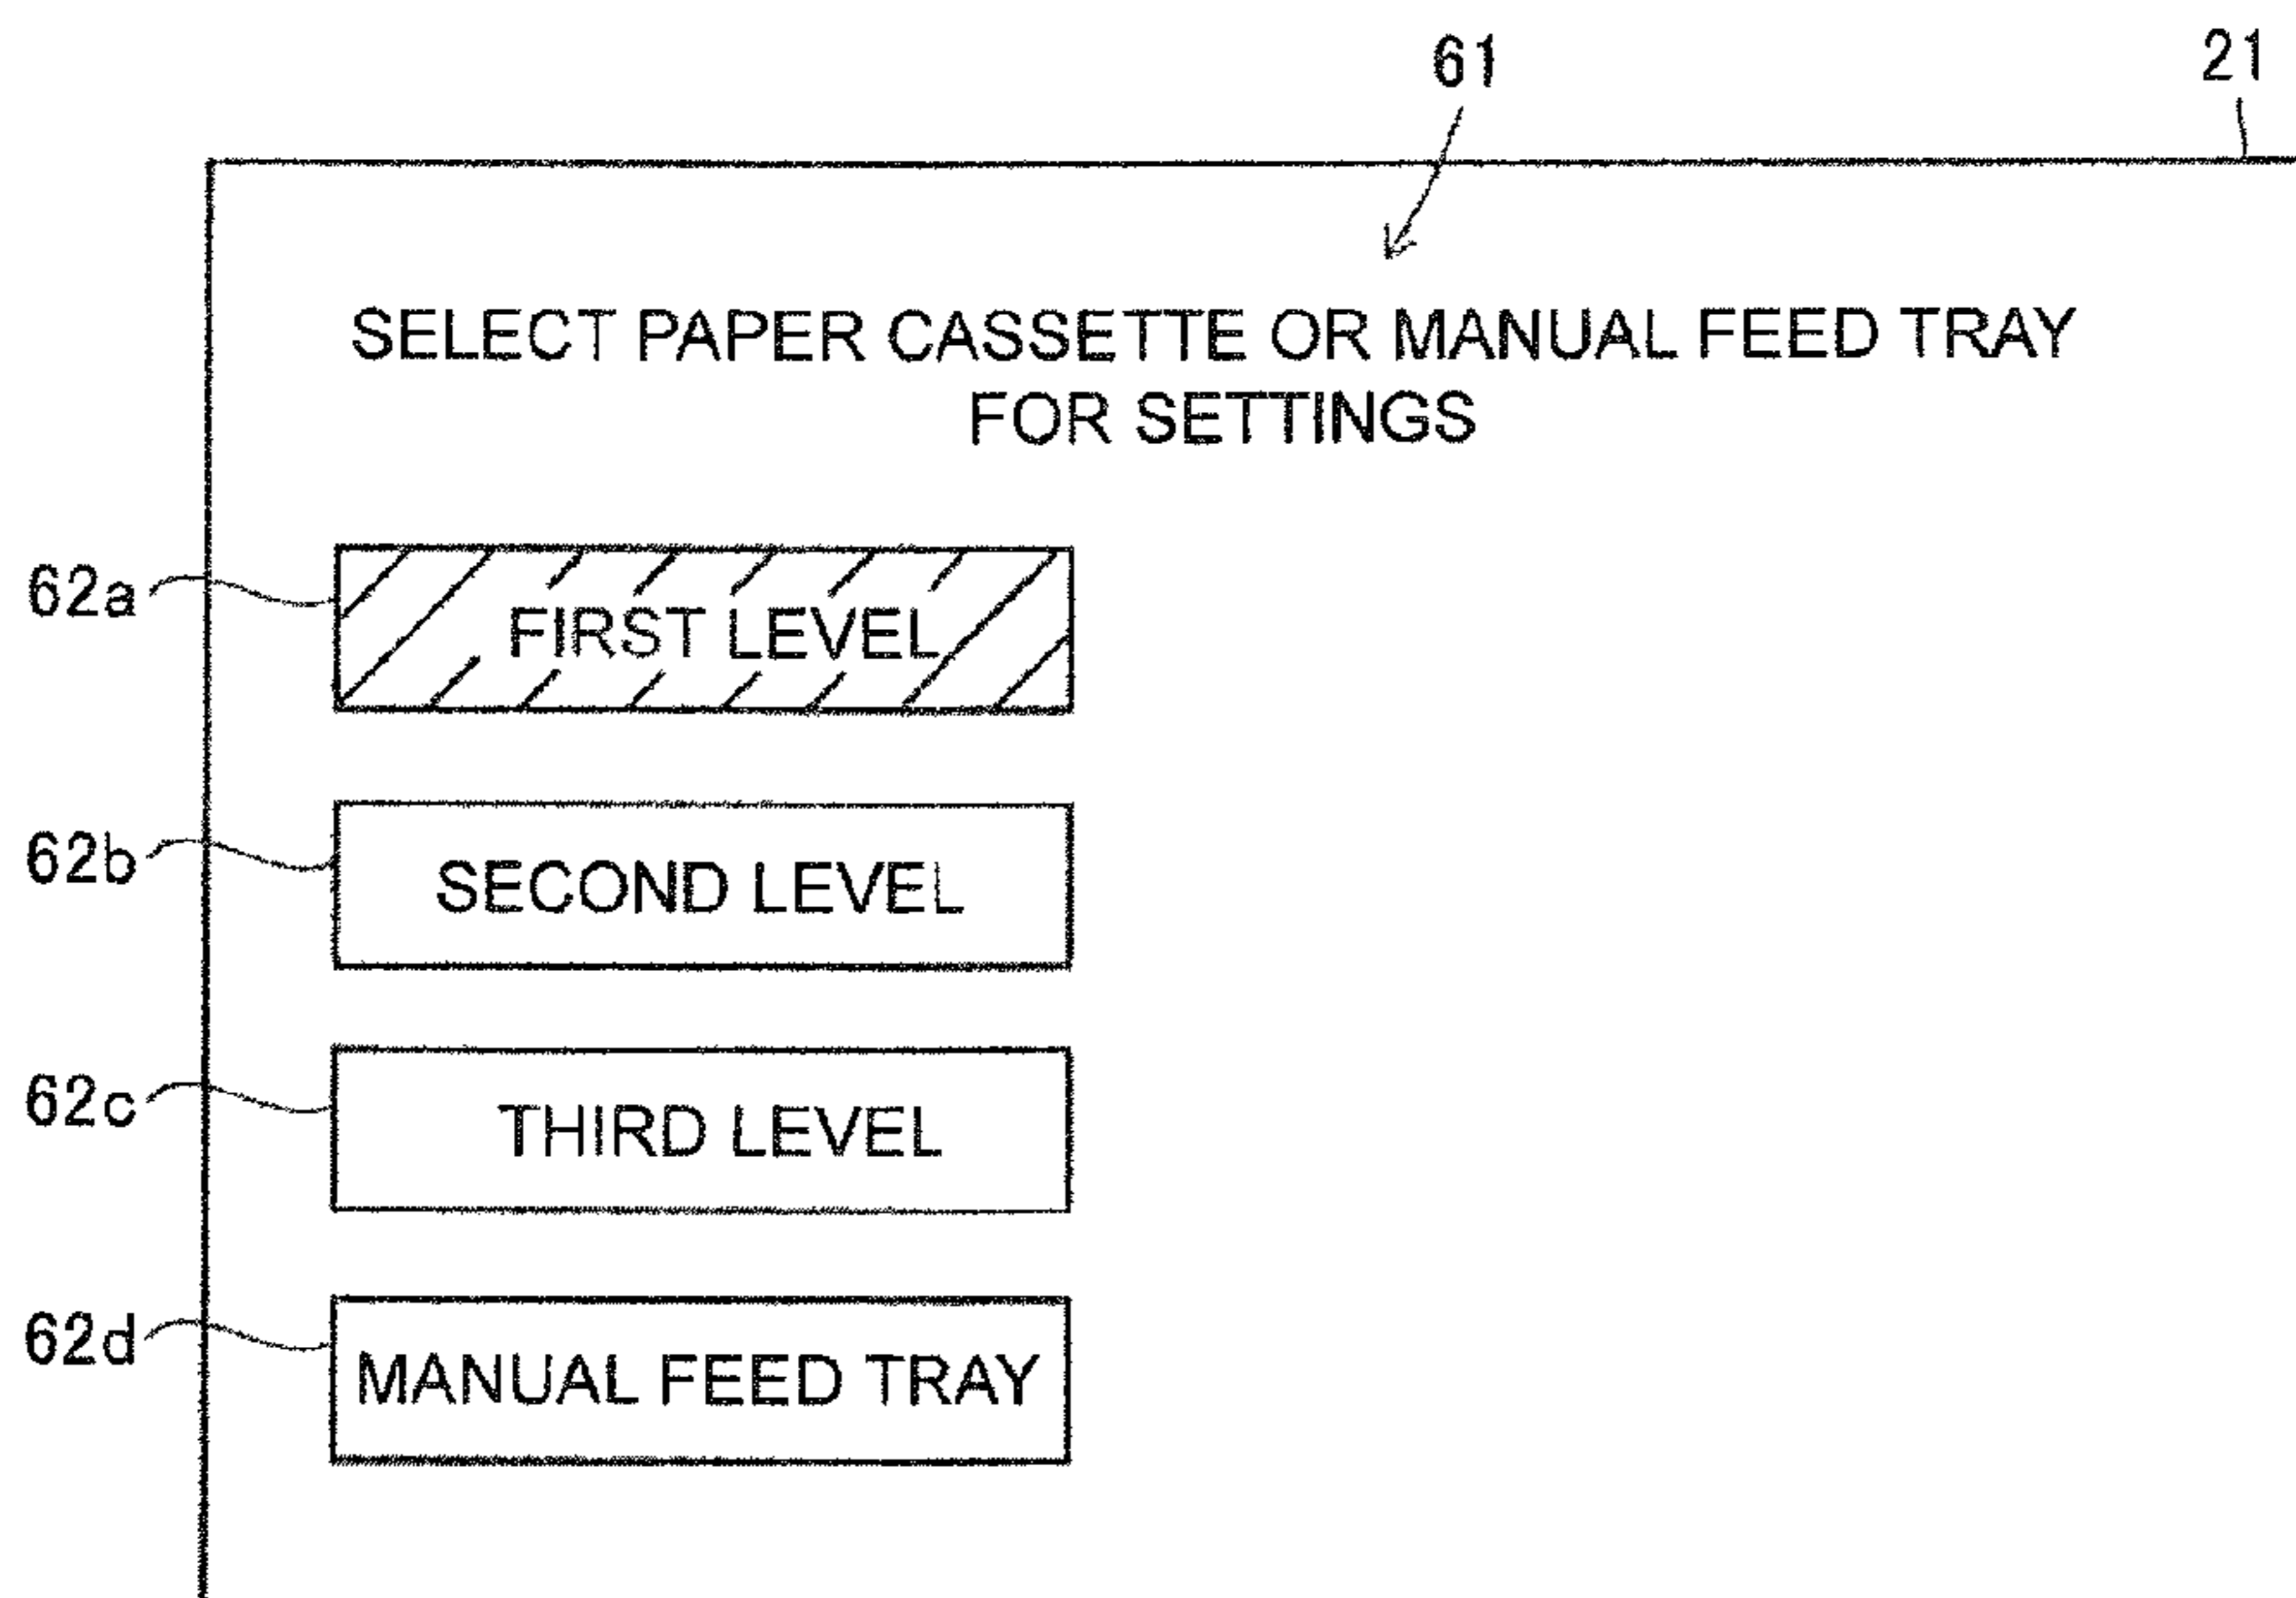 61
21
SELECT PAPER CASSETTE OR MANUAL FEED TRAY
FOR SETTINGS
62a
FIRST LEVEL
62b
SECOND LEVEL
62c
THIRD LEVEL
62d
MANUAL FEED TRAY